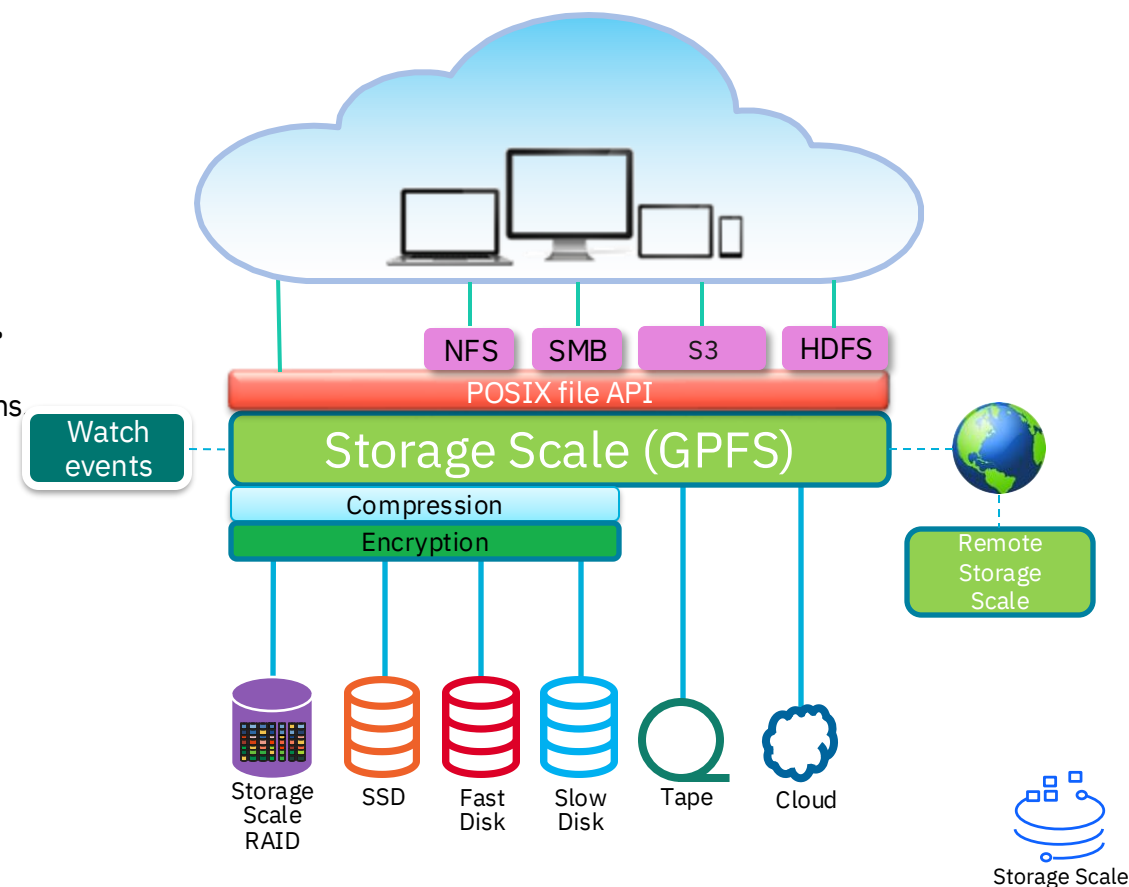 NFS
SMB
S3
HDFS
POSIX file API
ns
Watch
events
Storage Scale (GPFS)
Compression
Encryption
Remote
Storage
Scale
Storage
Scale
RAID
SSD
Fast
Disk
Slow
Disk
Tape
Cloud
Storage Scale